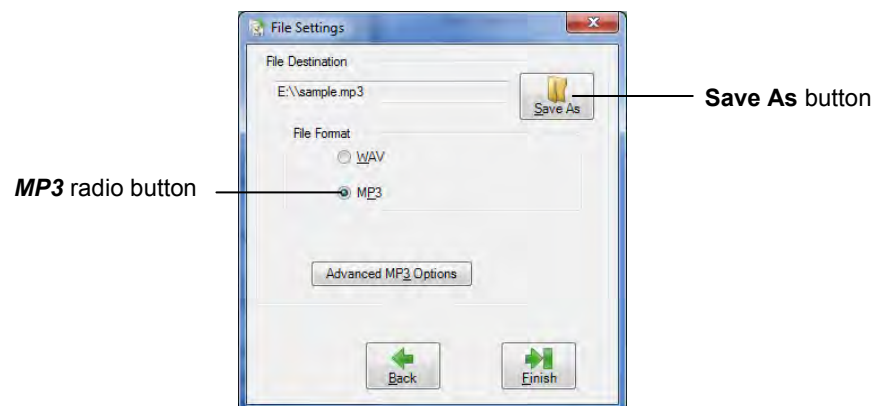 File Settings
File Destination
E:\\sample.mp3
Save As
Save As button
File Format
WAV
MP3 radio button
MP3
Advanced MP3 Options
Back
Finish